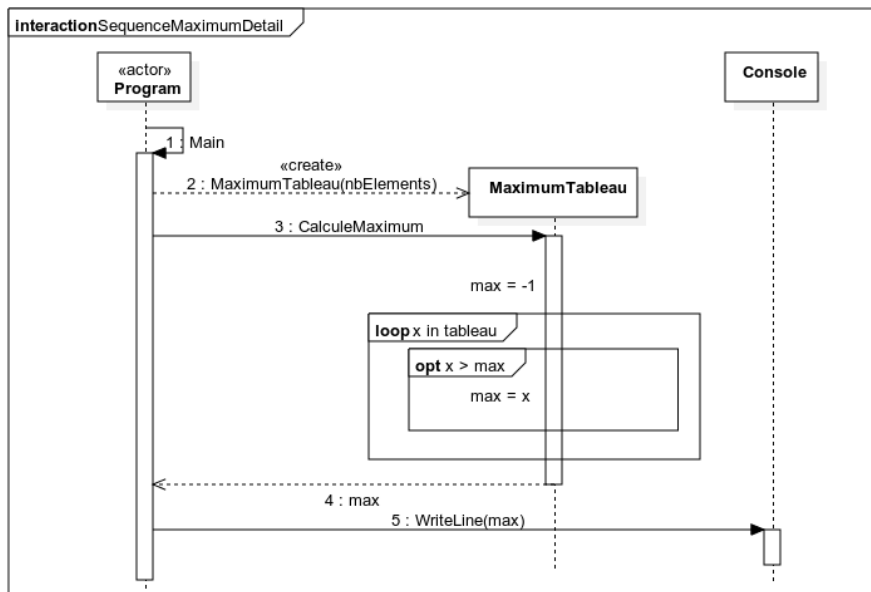 interactionSequenceMaximumDetail
«actor»
Program
Console
1 : Main
«create»
2 : MaximumTableau(nbElements)
MaximumTableau
3 : CalculeMaximum
max = -1
loop x in tableau
opt x > max
max = x
4 : max
5 : WriteLine(max)